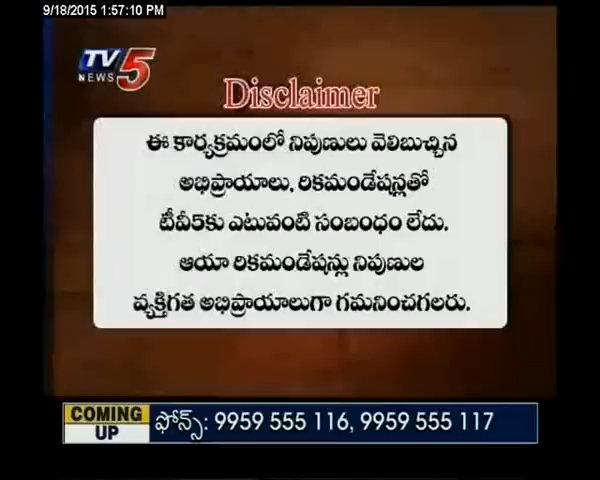 9/18/2015 1:57:10 PM
TV5
NEWS
Disclaimer
ఈ కార్యక్రమంలో నిపుణులు వెలిబుచ్చిన
అభిప్రాయాలు, రికమండేషన్లతో
టీవీ5కు ఎటువంటి సంబంధం లేదు.
ఆయా రికమండేషన్లు నిపుణుల
వ్యక్తిగత అభిప్రాయాలుగా గమనించగలరు.
COMING
UP
ఫోన్స్: 9959 555 116, 9959 555 117